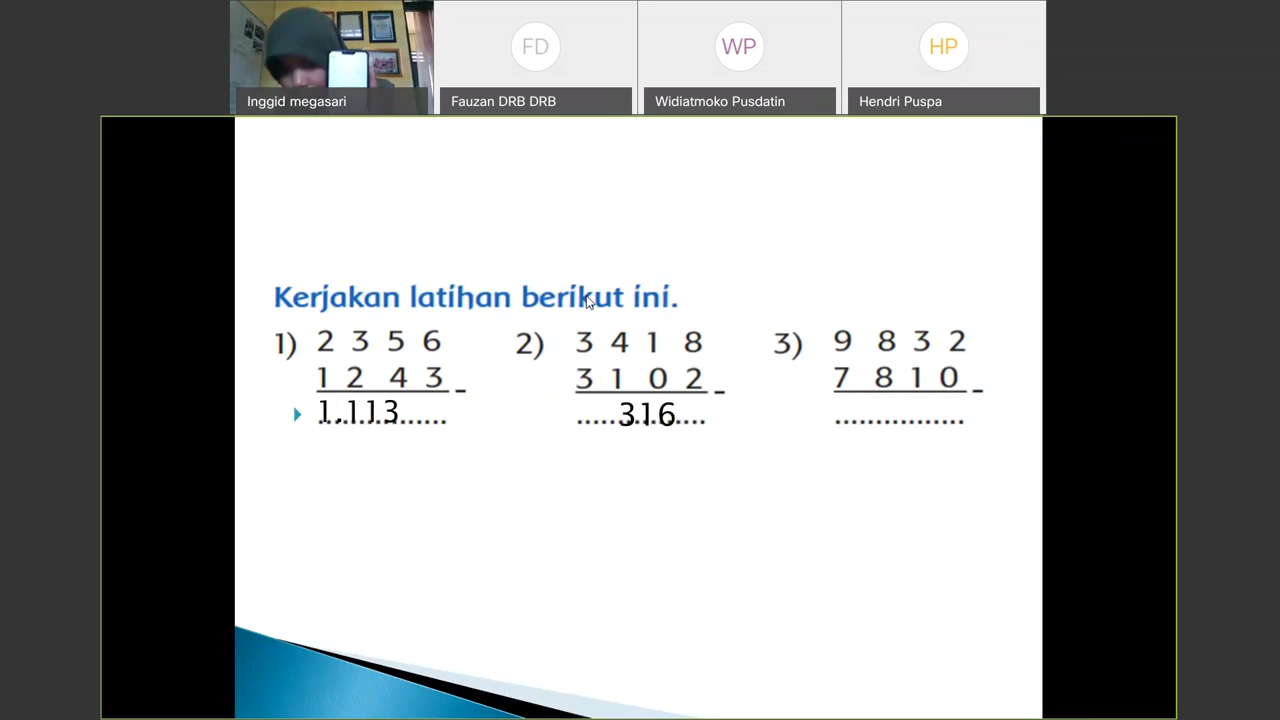 FD
WP
HP
Inggid megasari
Fauzan DRB DRB
Widiatmoko Pusdatin
Hendri Puspa
Kerjakan latihan berikut ini.
1) 2 3 5 6
1 2 4 3 -
1.113
2) 3 4 1 8
3 1 0 2 -
316
3) 9 8 3 2
7 8 1 0 -
................